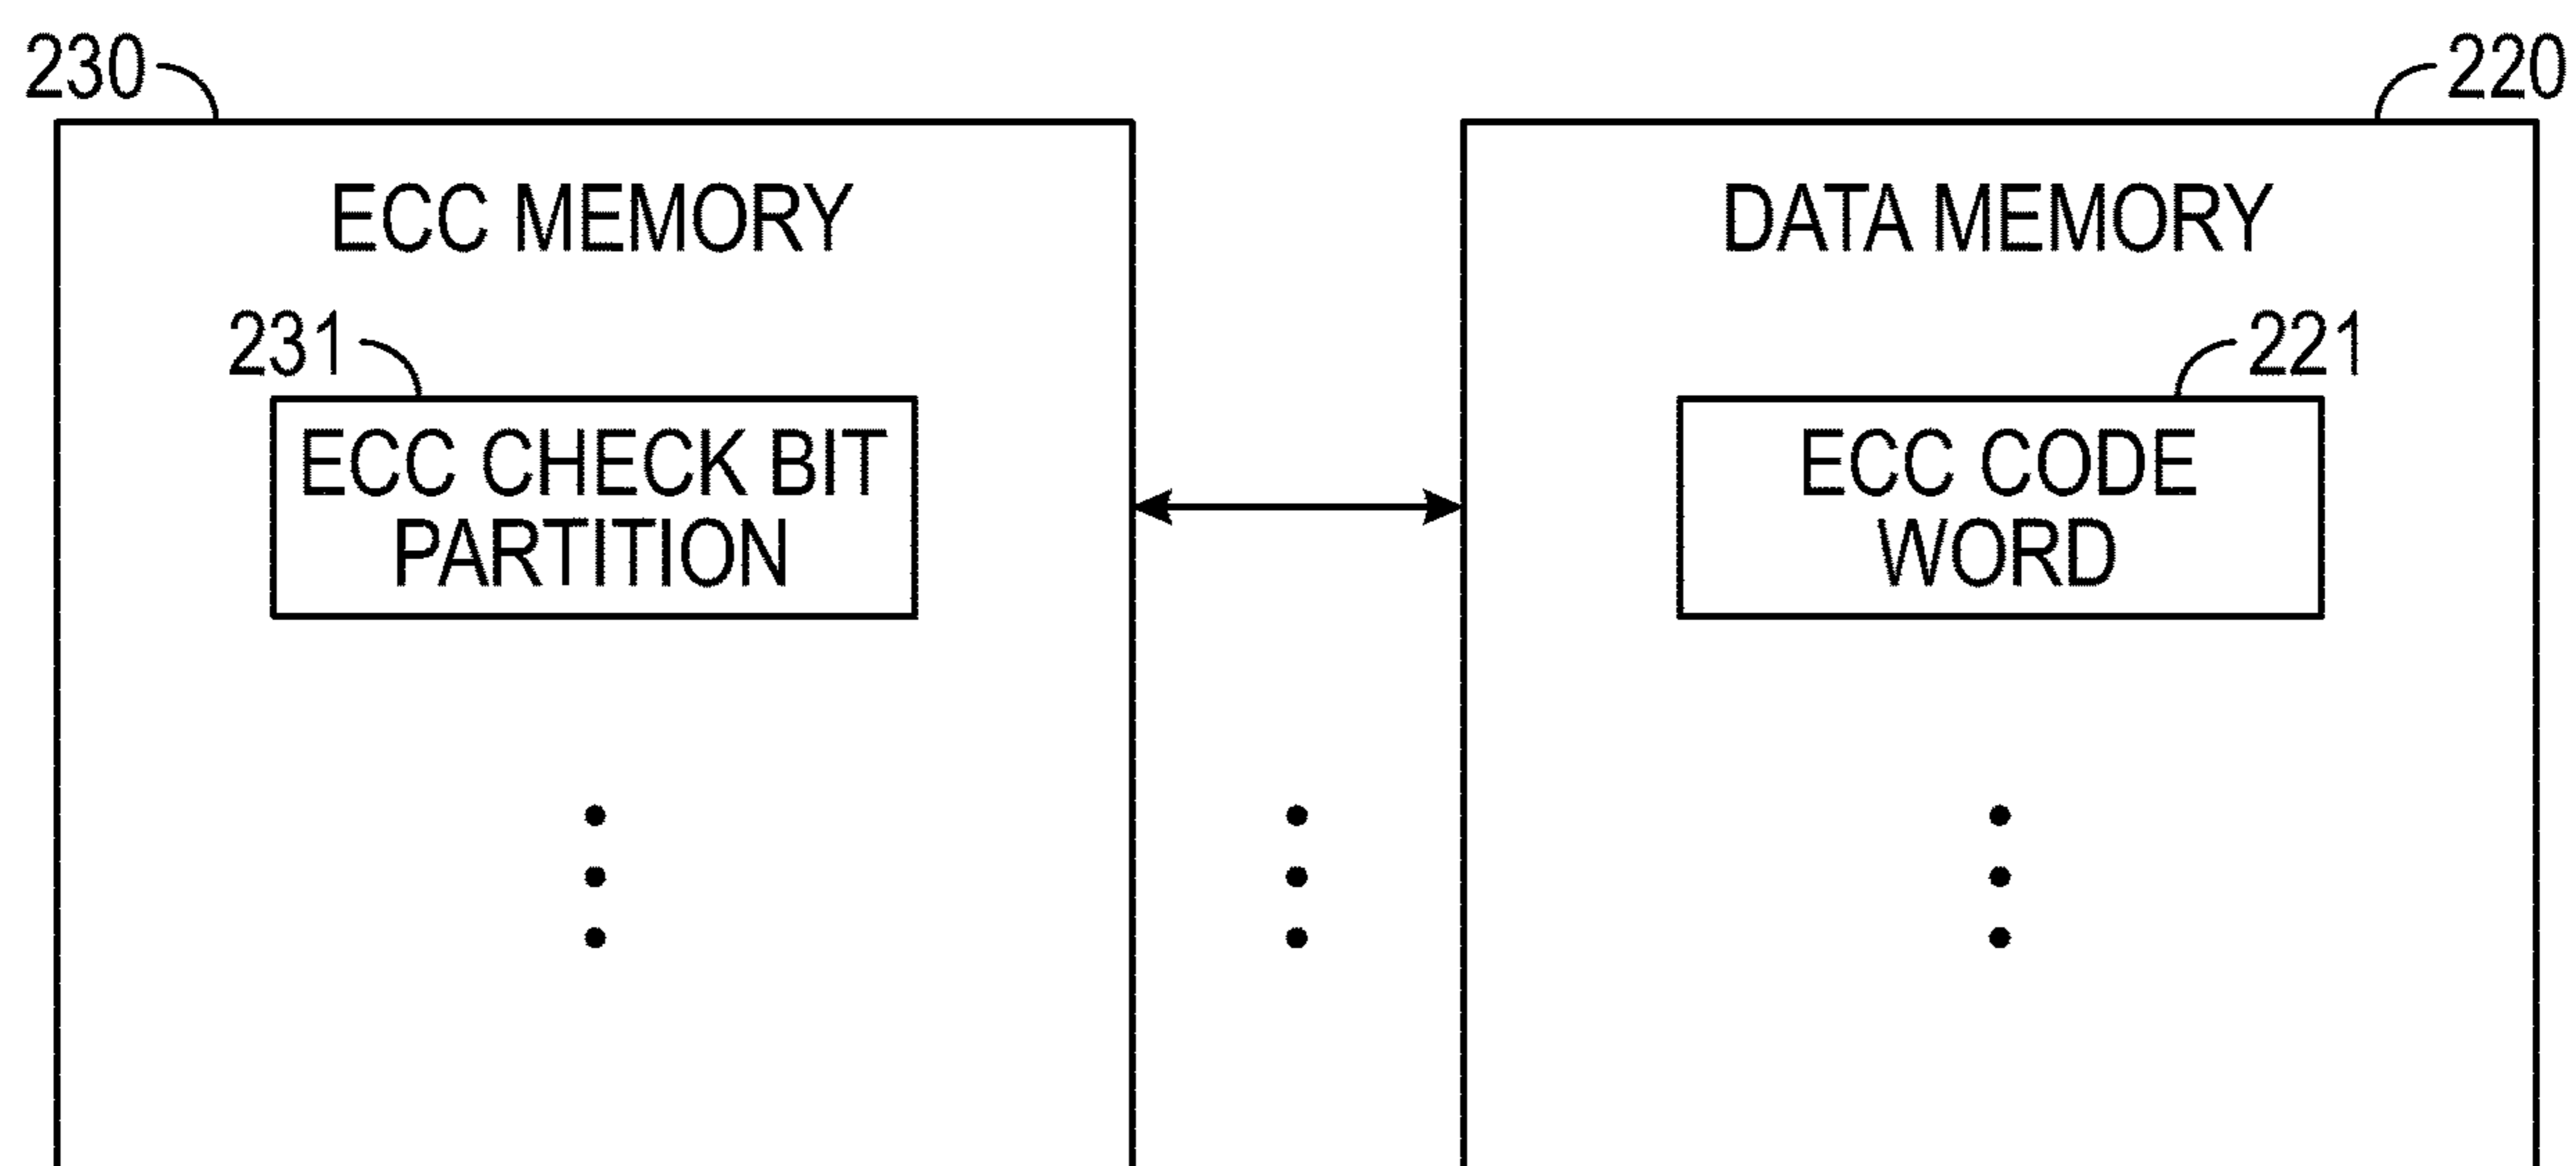 230
220
ECC MEMORY
DATA MEMORY
231
221
ECC CHECK BIT
PARTITION
ECC CODE
WORD